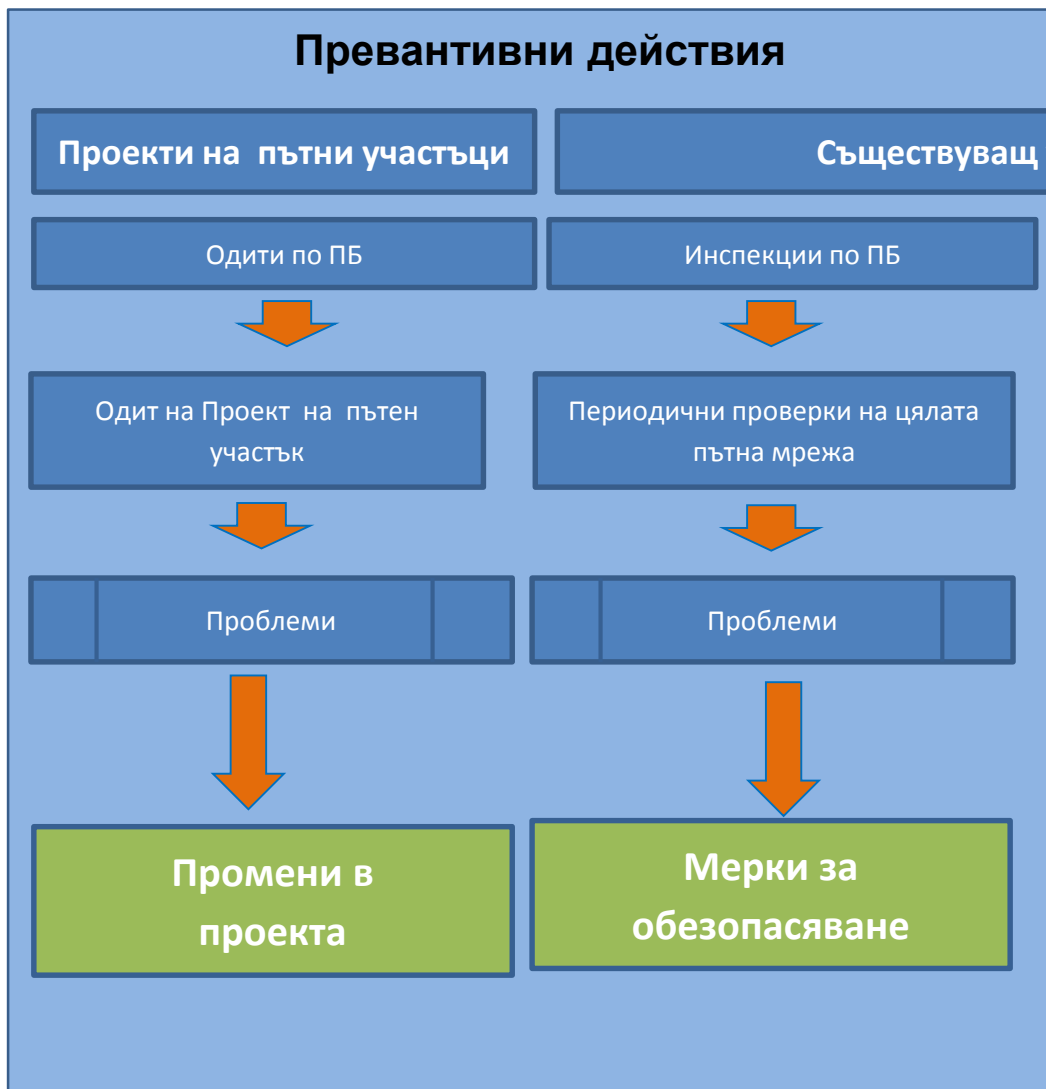 Превантивни действия
Проекти на пътни участъци
Съществуващ
Одити по ПБ
Инспекции по ПБ
Одит на Проект на пътен
участък
Периодични проверки на цялата
пътна мрежа
Проблеми
Проблеми
Промени в
проекта
Мерки за
обезопасяване